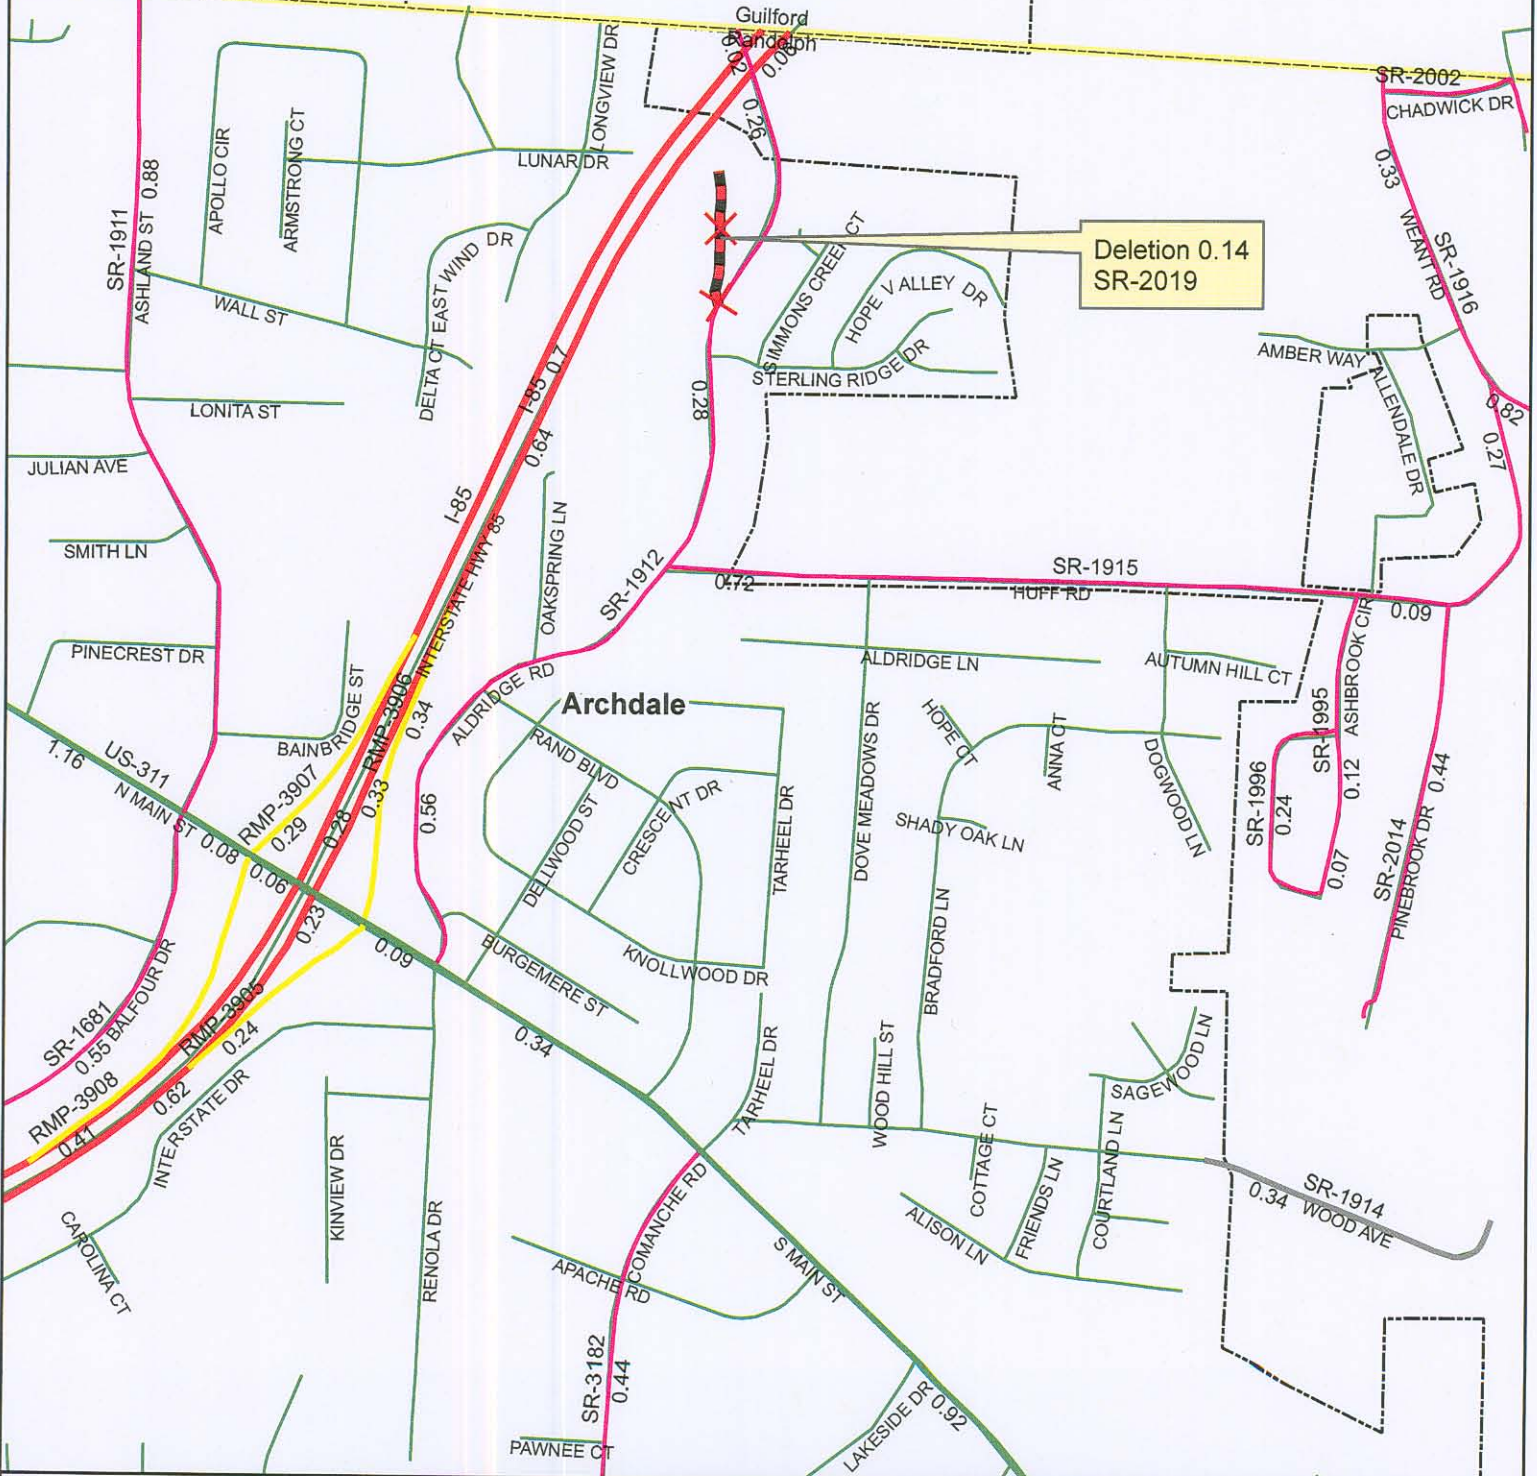 Guilford
Randolph
0.02
0.06
SR-2002
CHADWICK DR
LONGVIEW DR
0.26
LUNAR DR
APOLLO CIR
ARMSTRONG CT
0.88
SR-1911
ASHLAND ST
0.33
WEANT RD
SR-1916
Deletion 0.14
SR-2019
EAST WIND DR
DELTA CT
WALL ST
SIMMONS CREEK CT
HOPE VALLEY DR
STERLING RIDGE DR
AMBER WAY
ALLENDALE DR
0.82
0.27
LONITA ST
I-85
0.7
0.64
0.28
JULIAN AVE
I-85
SMITH LN
INTERSTATE HWY 85
OAKSPRING LN
SR-1912
0.72
SR-1915
HUFF RD
0.09
PINECREST DR
BAINBRIDGE ST
RMP-3906
0.34
ALDRIDGE RD
Archdale
ALDRIDGE LN
AUTUMN HILL CT
ASHBROOK CIR
SR-1995
1.16
US-311
N MAIN ST
RMP-3907
0.29
0.33
0.28
0.56
RAND BLVD
DELLWOOD ST
CRESCENT DR
TARHEEL DR
DOVE MEADOWS DR
HOPE CT
ANNA CT
DOGWOOD LN
SHADY OAK LN
SR-1996
0.24
0.12
0.07
0.44
SR-2014
PINEBROOK DR
0.08
0.06
0.23
0.09
BURGEMERE ST
KNOLLWOOD DR
BRADFORD LN
SR-1681
0.55
BALFOUR DR
RMP-3905
0.24
0.34
RMP-3908
0.41
0.62
INTERSTATE DR
TARHEEL DR
WOOD HILL ST
SAGEWOOD LN
KINVIEW DR
RENOLA DR
COTTAGE CT
FRIENDS LN
COURTLAND LN
ALISON LN
0.34
SR-1914
WOOD AVE
CAROLINA CT
COMANCHE RD
APACHE RD
S MAIN ST
SR-3182
0.44
0.92
LAKESIDE DR
PAWNEE CT